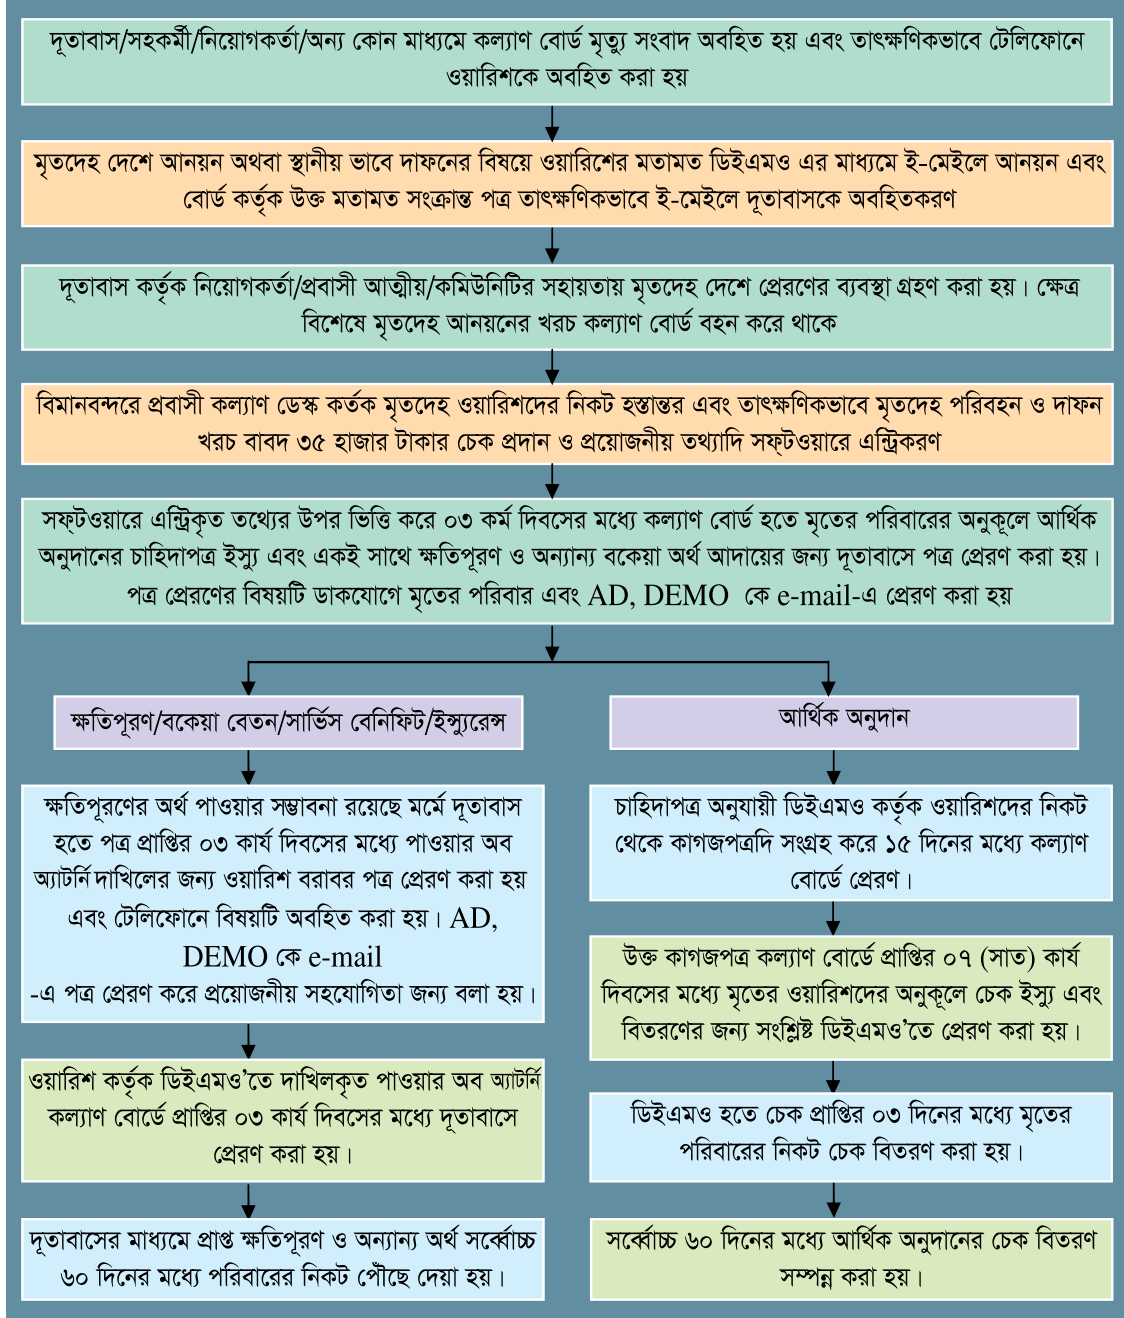 দূতাবাস/সহকর্মী/নিয়োগকর্তা/অন্য কোন মাধ্যমে কল্যাণ বোর্ড মৃত্যু সংবাদ অবহিত হয় এবং তাৎক্ষণিকভাবে টেলিফোনে
ওয়ারিশকে অবহিত করা হয়
মৃতদেহ দেশে আনয়ন অথবা স্থানীয় ভাবে দাফনের বিষয়ে ওয়ারিশের মতামত ডিইএমও এর মাধ্যমে ই-মেইলে আনয়ন এবং
বোর্ড কর্তৃক উক্ত মতামত সংক্রান্ত পত্র তাৎক্ষণিকভাবে ই-মেইলে দূতাবাসকে অবহিতকরণ
দূতাবাস কর্তৃক নিয়োগকর্তা/প্রবাসী আত্মীয়/কমিউনিটির সহায়তায় মৃতদেহ দেশে প্রেরণের ব্যবস্থা গ্রহণ করা হয়। ক্ষেত্র
বিশেষে মৃতদেহ আনয়নের খরচ কল্যাণ বোর্ড বহন করে থাকে
বিমানবন্দরে প্রবাসী কল্যাণ ডেস্ক কর্তক মৃতদেহ ওয়ারিশদের নিকট হস্তান্তর এবং তাৎক্ষণিকভাবে মৃতদেহ পরিবহন ও দাফন
খরচ বাবদ ৩৫ হাজার টাকার চেক প্রদান ও প্রয়োজনীয় তথ্যাদি সফ্টওয়ারে এন্ট্রিকরণ
সফ্টওয়ারে এন্ট্রিকৃত তথ্যের উপর ভিত্তি করে ০৩ কর্ম দিবসের মধ্যে কল্যাণ বোর্ড হতে মৃতের পরিবারের অনুকূলে আর্থিক
অনুদানের চাহিদাপত্র ইস্যু এবং একই সাথে ক্ষতিপূরণ ও অন্যান্য বকেয়া অর্থ আদায়ের জন্য দূতাবাসে পত্র প্রেরণ করা হয়।
পত্র প্রেরণের বিষয়টি ডাকযোগে মৃতের পরিবার এবং AD, DEMO কে e-mail-এ প্রেরণ করা হয়
ক্ষতিপূরণ/বকেয়া বেতন/সার্ভিস বেনিফিট/ইন্স্যুরেন্স
ক্ষতিপূরণের অর্থ পাওয়ার সম্ভাবনা রয়েছে মর্মে দূতাবাস
হতে পত্র প্রাপ্তির ০৩ কার্য দিবসের মধ্যে পাওয়ার অব
অ্যাটর্নি দাখিলের জন্য ওয়ারিশ বরাবর পত্র প্রেরণ করা হয়
এবং টেলিফোনে বিষয়টি অবহিত করা হয়। AD,
DEMO কে e-mail
-এ পত্র প্রেরণ করে প্রয়োজনীয় সহযোগিতা জন্য বলা হয়।
ওয়ারিশ কর্তৃক ডিইএমও’তে দাখিলকৃত পাওয়ার অব অ্যাটর্নি
কল্যাণ বোর্ডে প্রাপ্তির ০৩ কার্য দিবসের মধ্যে দূতাবাসে
প্রেরণ করা হয়।
দূতাবাসের মাধ্যমে প্রাপ্ত ক্ষতিপূরণ ও অন্যান্য অর্থ সর্ব্বোচ্চ
৬০ দিনের মধ্যে পরিবারের নিকট পৌঁছে দেয়া হয়।
আর্থিক অনুদান
চাহিদাপত্র অনুযায়ী ডিইএমও কর্তৃক ওয়ারিশদের নিকট
থেকে কাগজপত্রদি সংগ্রহ করে ১৫ দিনের মধ্যে কল্যাণ
বোর্ডে প্রেরণ।
উক্ত কাগজপত্র কল্যাণ বোর্ডে প্রাপ্তির ০৭ (সাত) কার্য
দিবসের মধ্যে মৃতের ওয়ারিশদের অনুকূলে চেক ইস্যু এবং
বিতরণের জন্য সংশ্লিষ্ট ডিইএমও’তে প্রেরণ করা হয়।
ডিইএমও হতে চেক প্রাপ্তির ০৩ দিনের মধ্যে মৃতের
পরিবারের নিকট চেক বিতরণ করা হয়।
সর্ব্বোচ্চ ৬০ দিনের মধ্যে আর্থিক অনুদানের চেক বিতরণ
সম্পন্ন করা হয়।